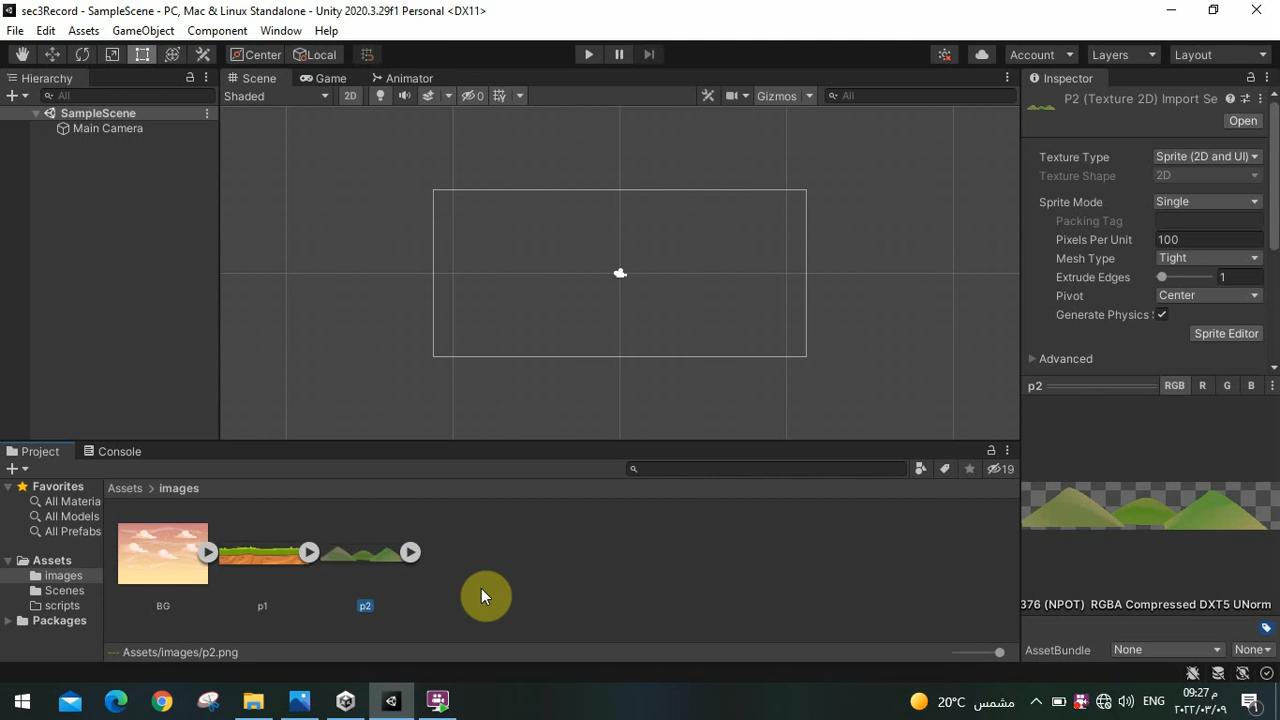 sec3Record - SampleScene - PC, Mac & Linux Standalone - Unity 2020.3.29f1 Personal <DX11>
File Edit Assets GameObject Component Window Help
Center Local Account Layers Layout
Hierarchy Scene Game Animator Inspector
All Shaded 2D 0 Gizmos All
SampleScene
Main Camera
P2 (Texture 2D) Import Se
Open
Texture Type Sprite (2D and UI)
Texture Shape 2D
Sprite Mode Single
Packing Tag
Pixels Per Unit 100
Mesh Type Tight
Extrude Edges 1
Pivot Center
Generate Physics S
Sprite Editor
Advanced
p2 RGB R G B
Project Console
19
Favorites
All Materia
All Models
All Prefabs
Assets
images
Scenes
scripts
Packages
Assets > images
BG p1 p2
Assets/images/p2.png
376 (NPOT) RGBA Compressed DXT5 UNorm
AssetBundle None None
20°C مشمس ENG 09:27 م
٢٠٢٢/٠٣/٠٩
1